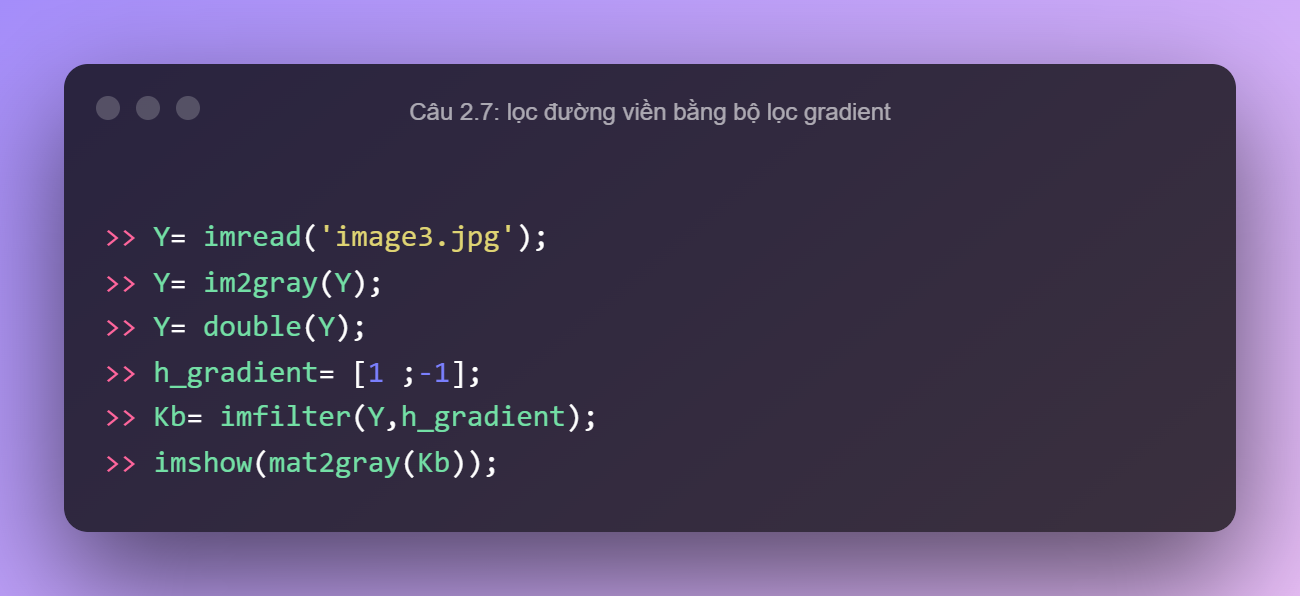 Câu 2.7: lọc đường viền bằng bộ lọc gradient
>> Y= imread('image3.jpg');
>> Y= im2gray(Y);
>> Y= double(Y);
>> h_gradient= [1 ;-1];
>> Kb= imfilter(Y,h_gradient);
>> imshow(mat2gray(Kb));